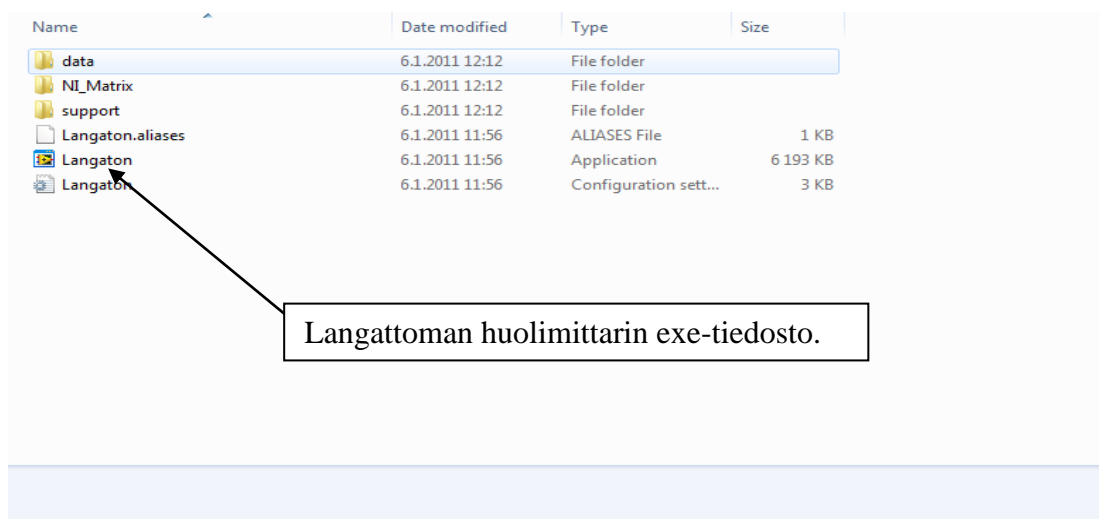 Name Date modified Type Size
data 6.1.2011 12:12 File folder
NI_Matrix 6.1.2011 12:12 File folder
support 6.1.2011 12:12 File folder
Langaton.aliases 6.1.2011 11:56 ALIASES File 1 KB
Langaton 6.1.2011 11:56 Application 6 193 KB
Langaton 6.1.2011 11:56 Configuration sett... 3 KB
Langattoman huolimittarin exe-tiedosto.